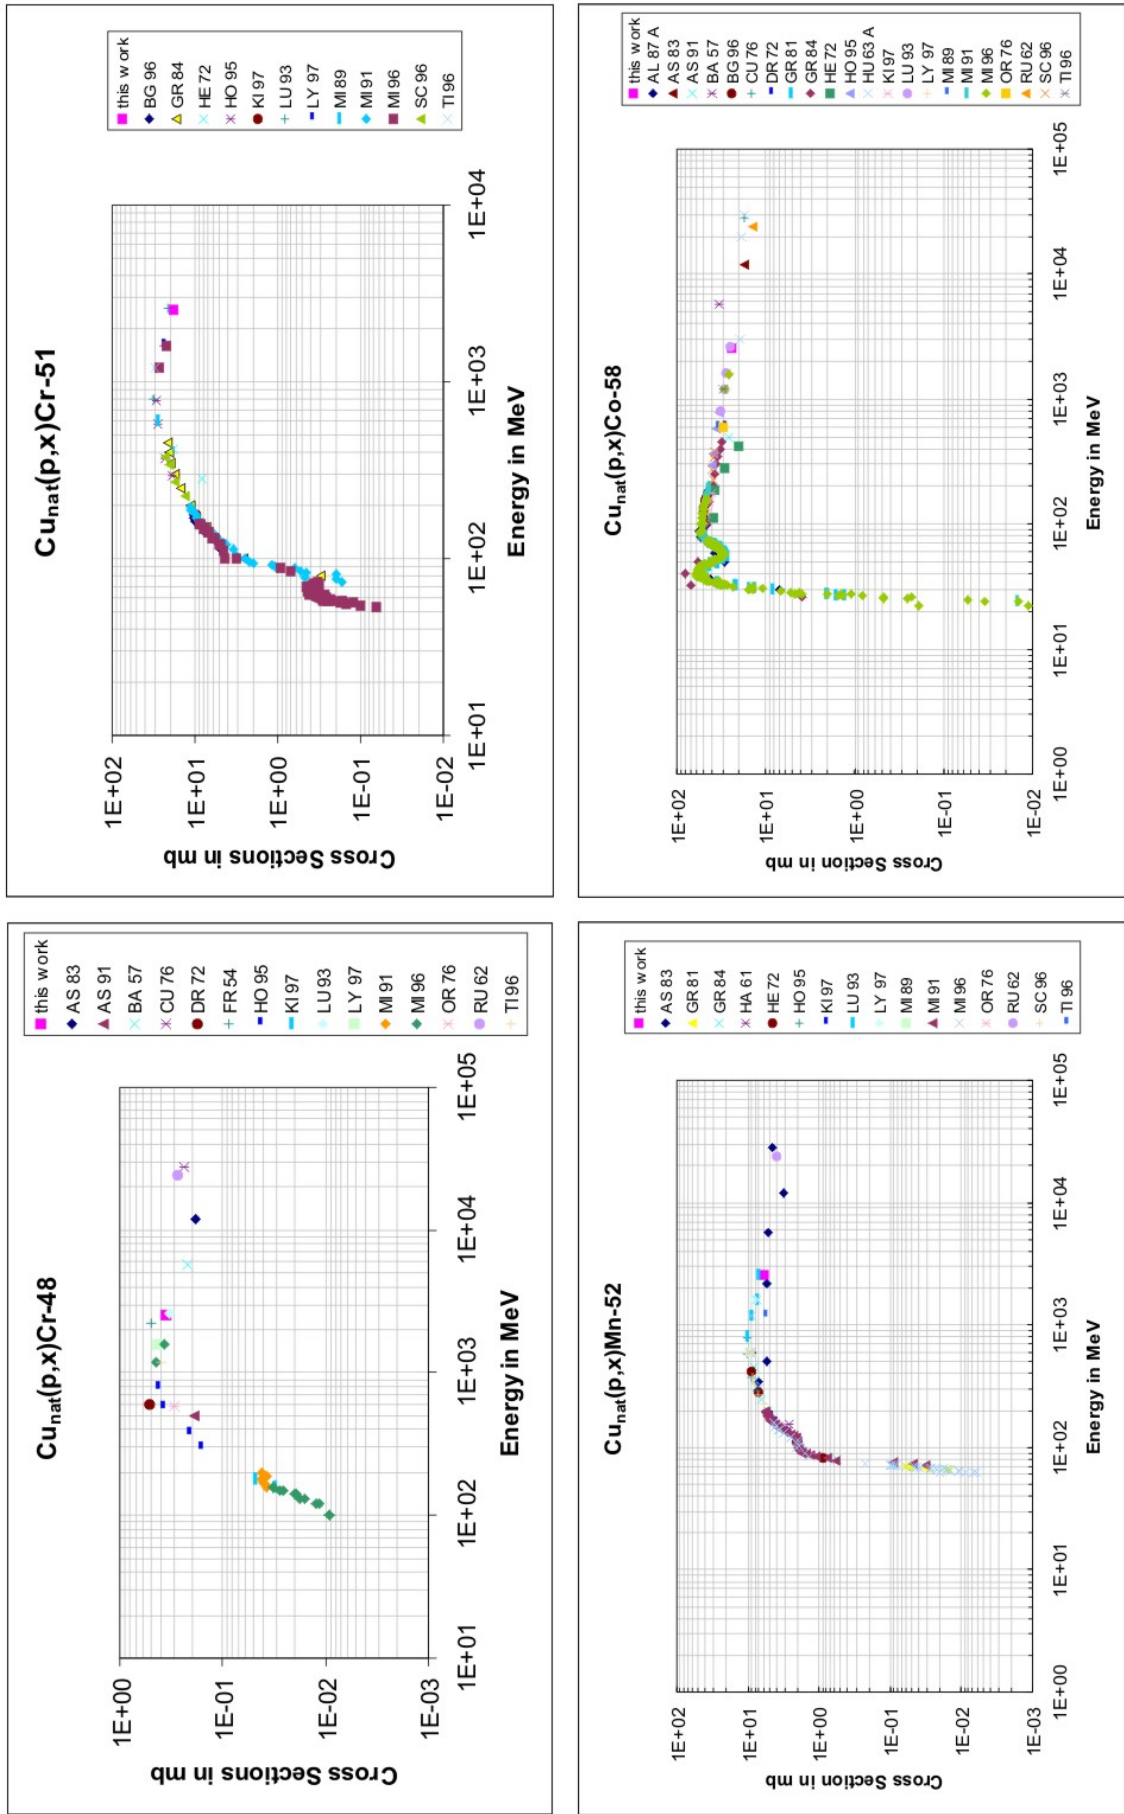 Cu_nat(p,x)Cr-48
1E+00
1E-01
1E-02
1E-03
1E+01
1E+02
1E+03
1E+04
1E+05
Energy in MeV
Cross Sections in mb
this work
AS 83
AS 91
BA 57
CU 76
DR 72
FR 54
HO 95
KI 97
LU 93
LY 97
MI 91
MI 96
OR 76
RU 62
TI 96
Cu_nat(p,x)Cr-51
1E+02
1E+01
1E+00
1E-01
1E-02
1E+01
1E+02
1E+03
1E+04
Energy in MeV
Cross Sections in mb
this work
BG 96
GR 84
HE 72
HO 95
KI 97
LU 93
LY 97
MI 89
MI 91
MI 96
SC 96
TI 96
Cu_nat(p,x)Mn-52
1E+02
1E+01
1E+00
1E-01
1E-02
1E-03
1E+00
1E+01
1E+02
1E+03
1E+04
1E+05
Energy in MeV
Cross Section in mb
this work
AS 83
GR 81
GR 84
HA 61
HE 72
HO 95
KI 97
LU 93
LY 97
MI 89
MI 91
MI 96
OR 76
RU 62
SC 96
TI 96
Cu_nat(p,x)Co-58
1E+02
1E+01
1E+00
1E-01
1E-02
1E+00
1E+01
1E+02
1E+03
1E+04
1E+05
Energy in MeV
Cross Section in mb
this work
AL 87 A
AS 83
AS 91
BA 57
BG 96
CU 76
DR 72
GR 81
GR 84
HE 72
HO 95
HU 63 A
KI 97
LU 93
LY 97
MI 89
MI 91
MI 96
OR 76
RU 62
SC 96
TI 96